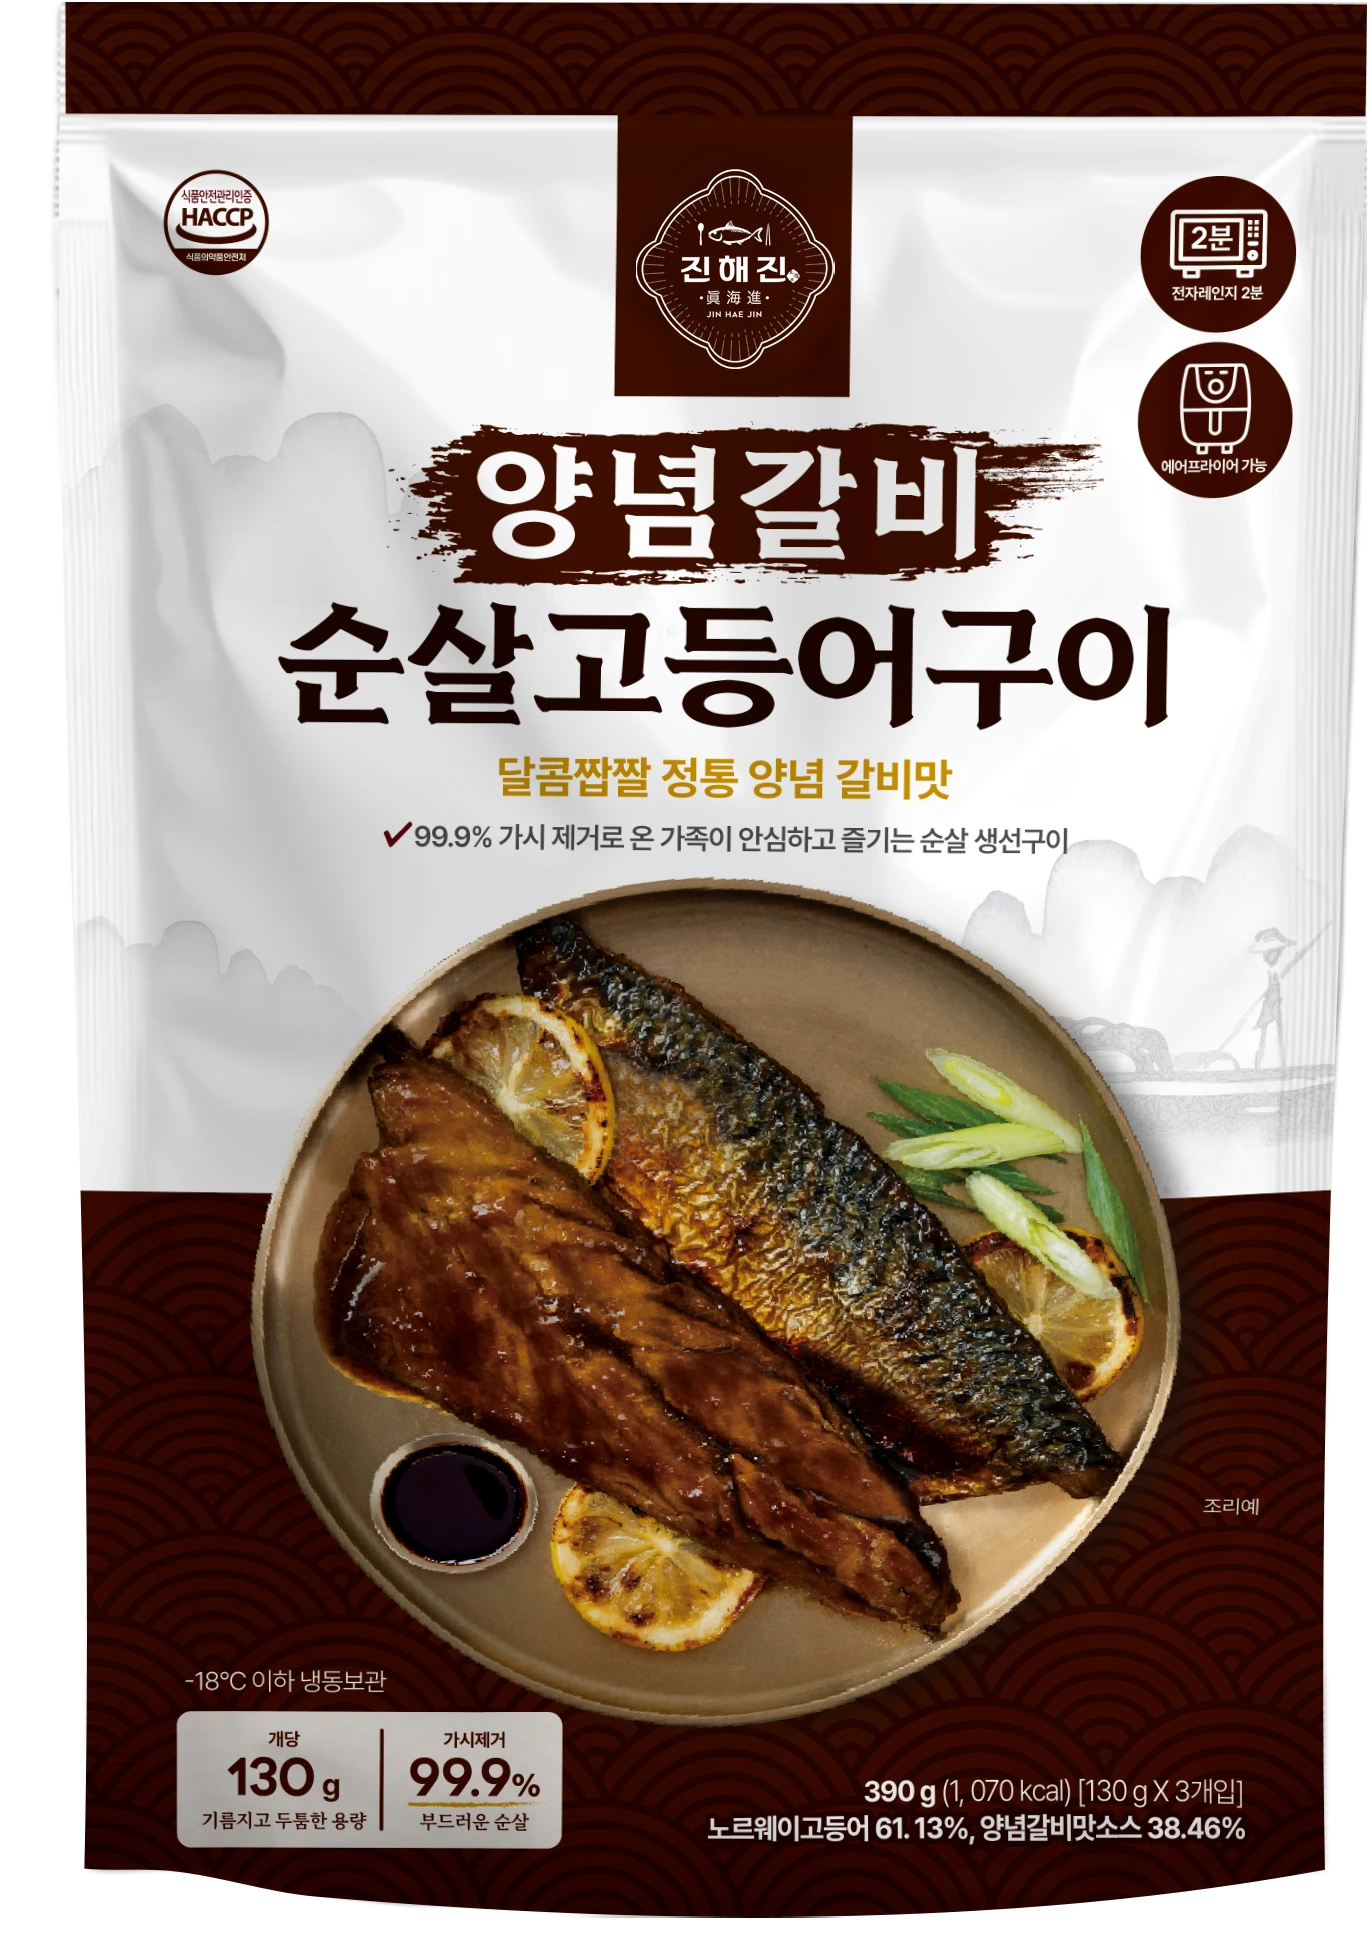 식품안전관리인증
HACCP
식품의약품안전처
진해진
·眞海進·
JIN HAE JIN
2분
전자레인지 2분
에어프라이어 가능
양념갈비
순살고등어구이
달콤짭짤 정통 양념 갈비맛
99.9% 가시 제거로 온 가족이 안심하고 즐기는 순살 생선구이
조리예
-18°C 이하 냉동보관
개당
130 g
기름지고 두툼한 용량
가시제거
99.9%
부드러운 순살
390 g (1, 070 kcal) [130 g X 3개입]
노르웨이고등어 61. 13%, 양념갈비맛소스 38.46%